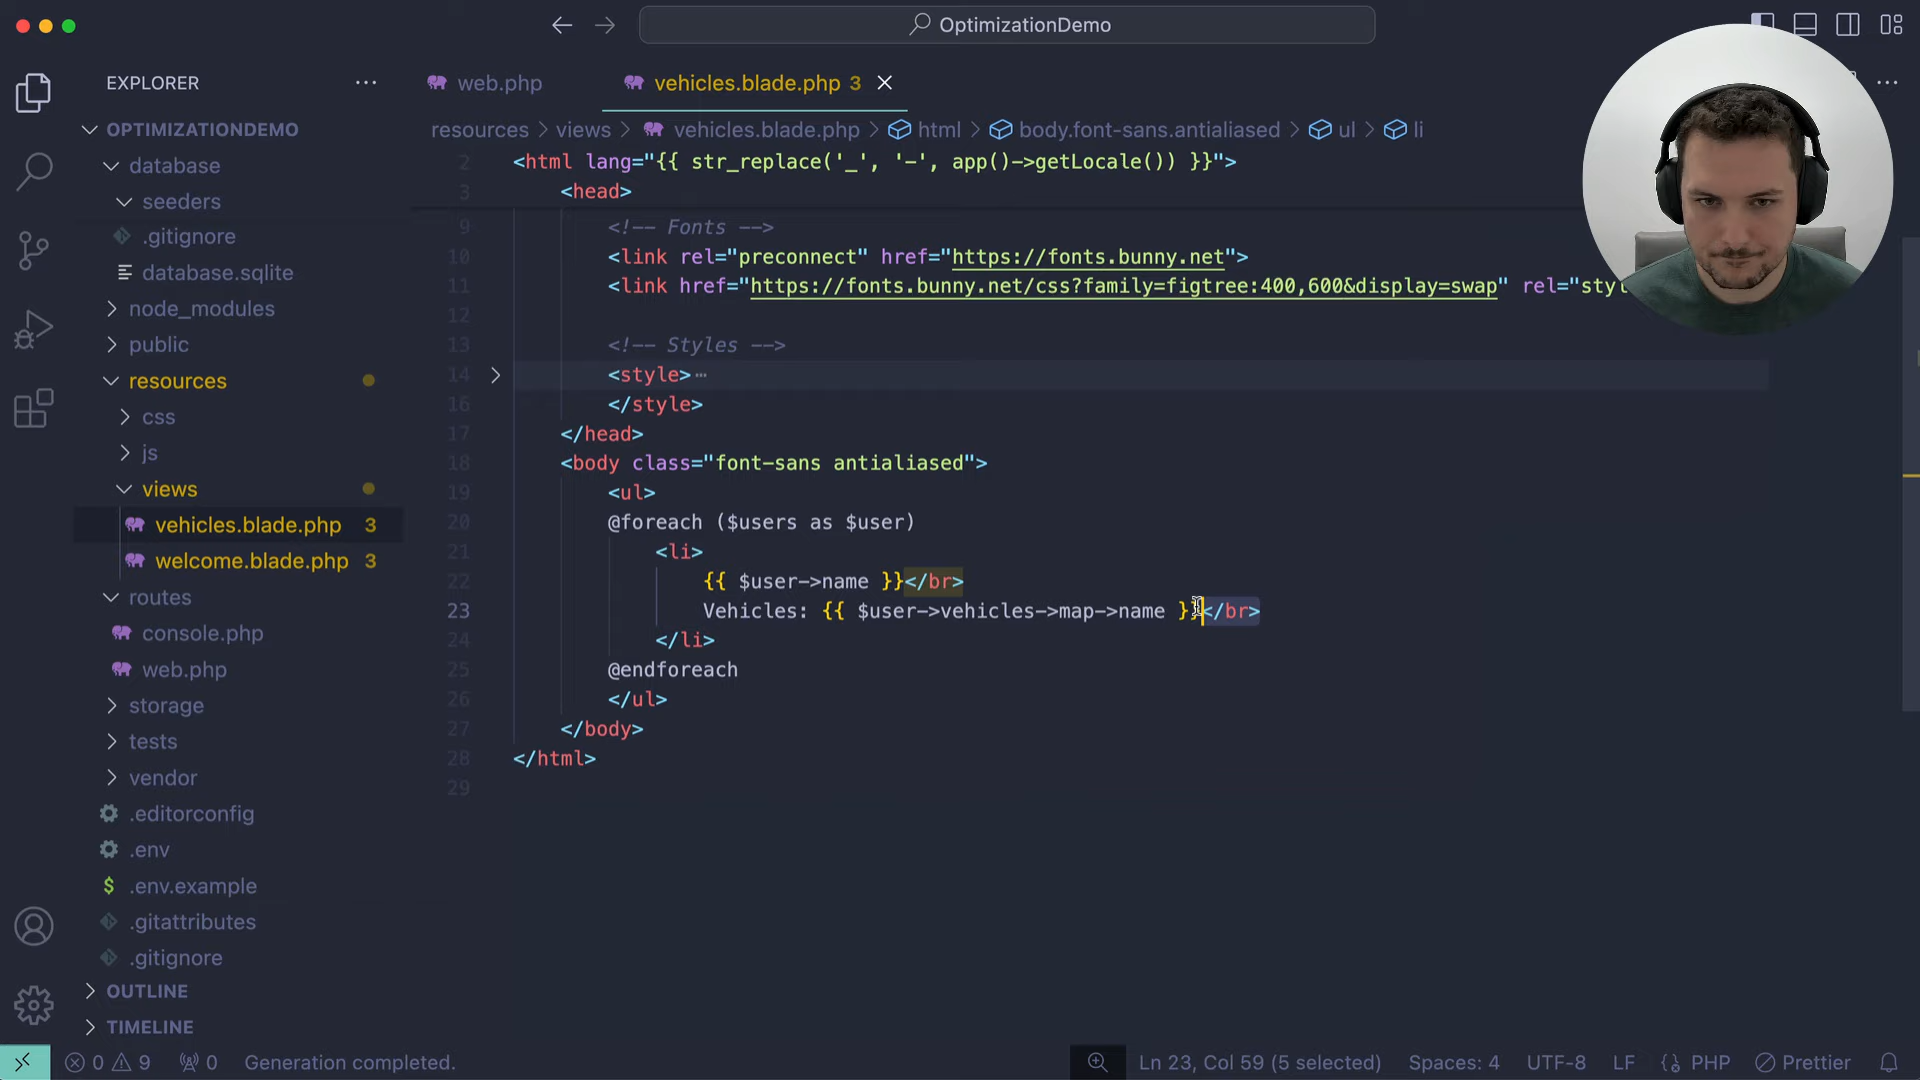 OptimizationDemo
EXPLORER
OPTIMIZATIONDEMO
database
seeders
.gitignore
database.sqlite
node_modules
public
resources
css
js
views
vehicles.blade.php 3
welcome.blade.php 3
routes
console.php
web.php
storage
tests
vendor
.editorconfig
.env
.env.example
.gitattributes
.gitignore
OUTLINE
TIMELINE
web.php
vehicles.blade.php 3
resources > views > vehicles.blade.php > html > body.font-sans.antialiased > ul > li
2 <html lang="{{ str_replace('_', '-', app()->getLocale()) }}">
3 <head>
9 <!-- Fonts -->
10 <link rel="preconnect" href="https://fonts.bunny.net">
11 <link href="https://fonts.bunny.net/css?family=figtree:400,600&display=swap" rel="styl
12
13 <!-- Styles -->
14 <style>…
16 </style>
17 </head>
18 <body class="font-sans antialiased">
19 <ul>
20 @foreach ($users as $user)
21 <li>
22 {{ $user->name }}</br>
23 Vehicles: {{ $user->vehicles->map->name }}</br>
24 </li>
25 @endforeach
26 </ul>
27 </body>
28 </html>
29
0 9 0 Generation completed.
Ln 23, Col 59 (5 selected) Spaces: 4 UTF-8 LF {} PHP Prettier